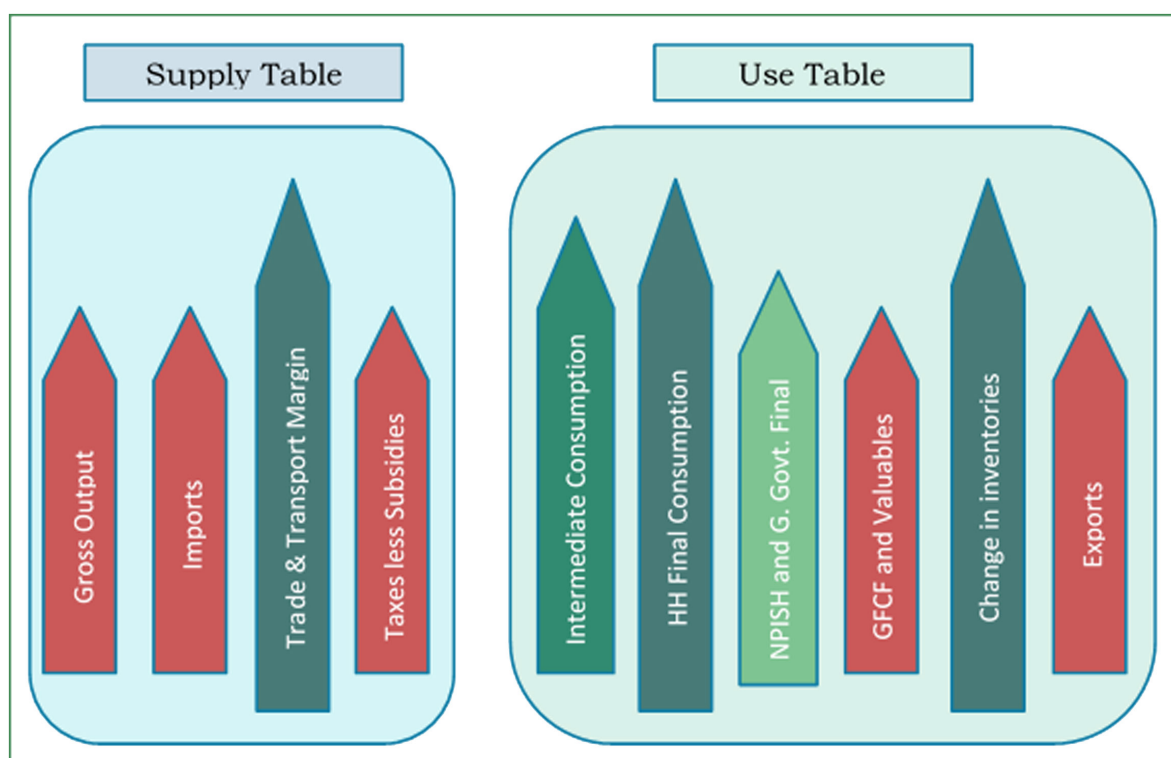 Supply Table
Use Table
Gross Output
Imports
Trade & Transport Margin
Taxes less Subsidies
Intermediate Consumption
HH Final Consumption
NPISH and G. Govt. Final
GFCF and Valuables
Change in inventories
Exports